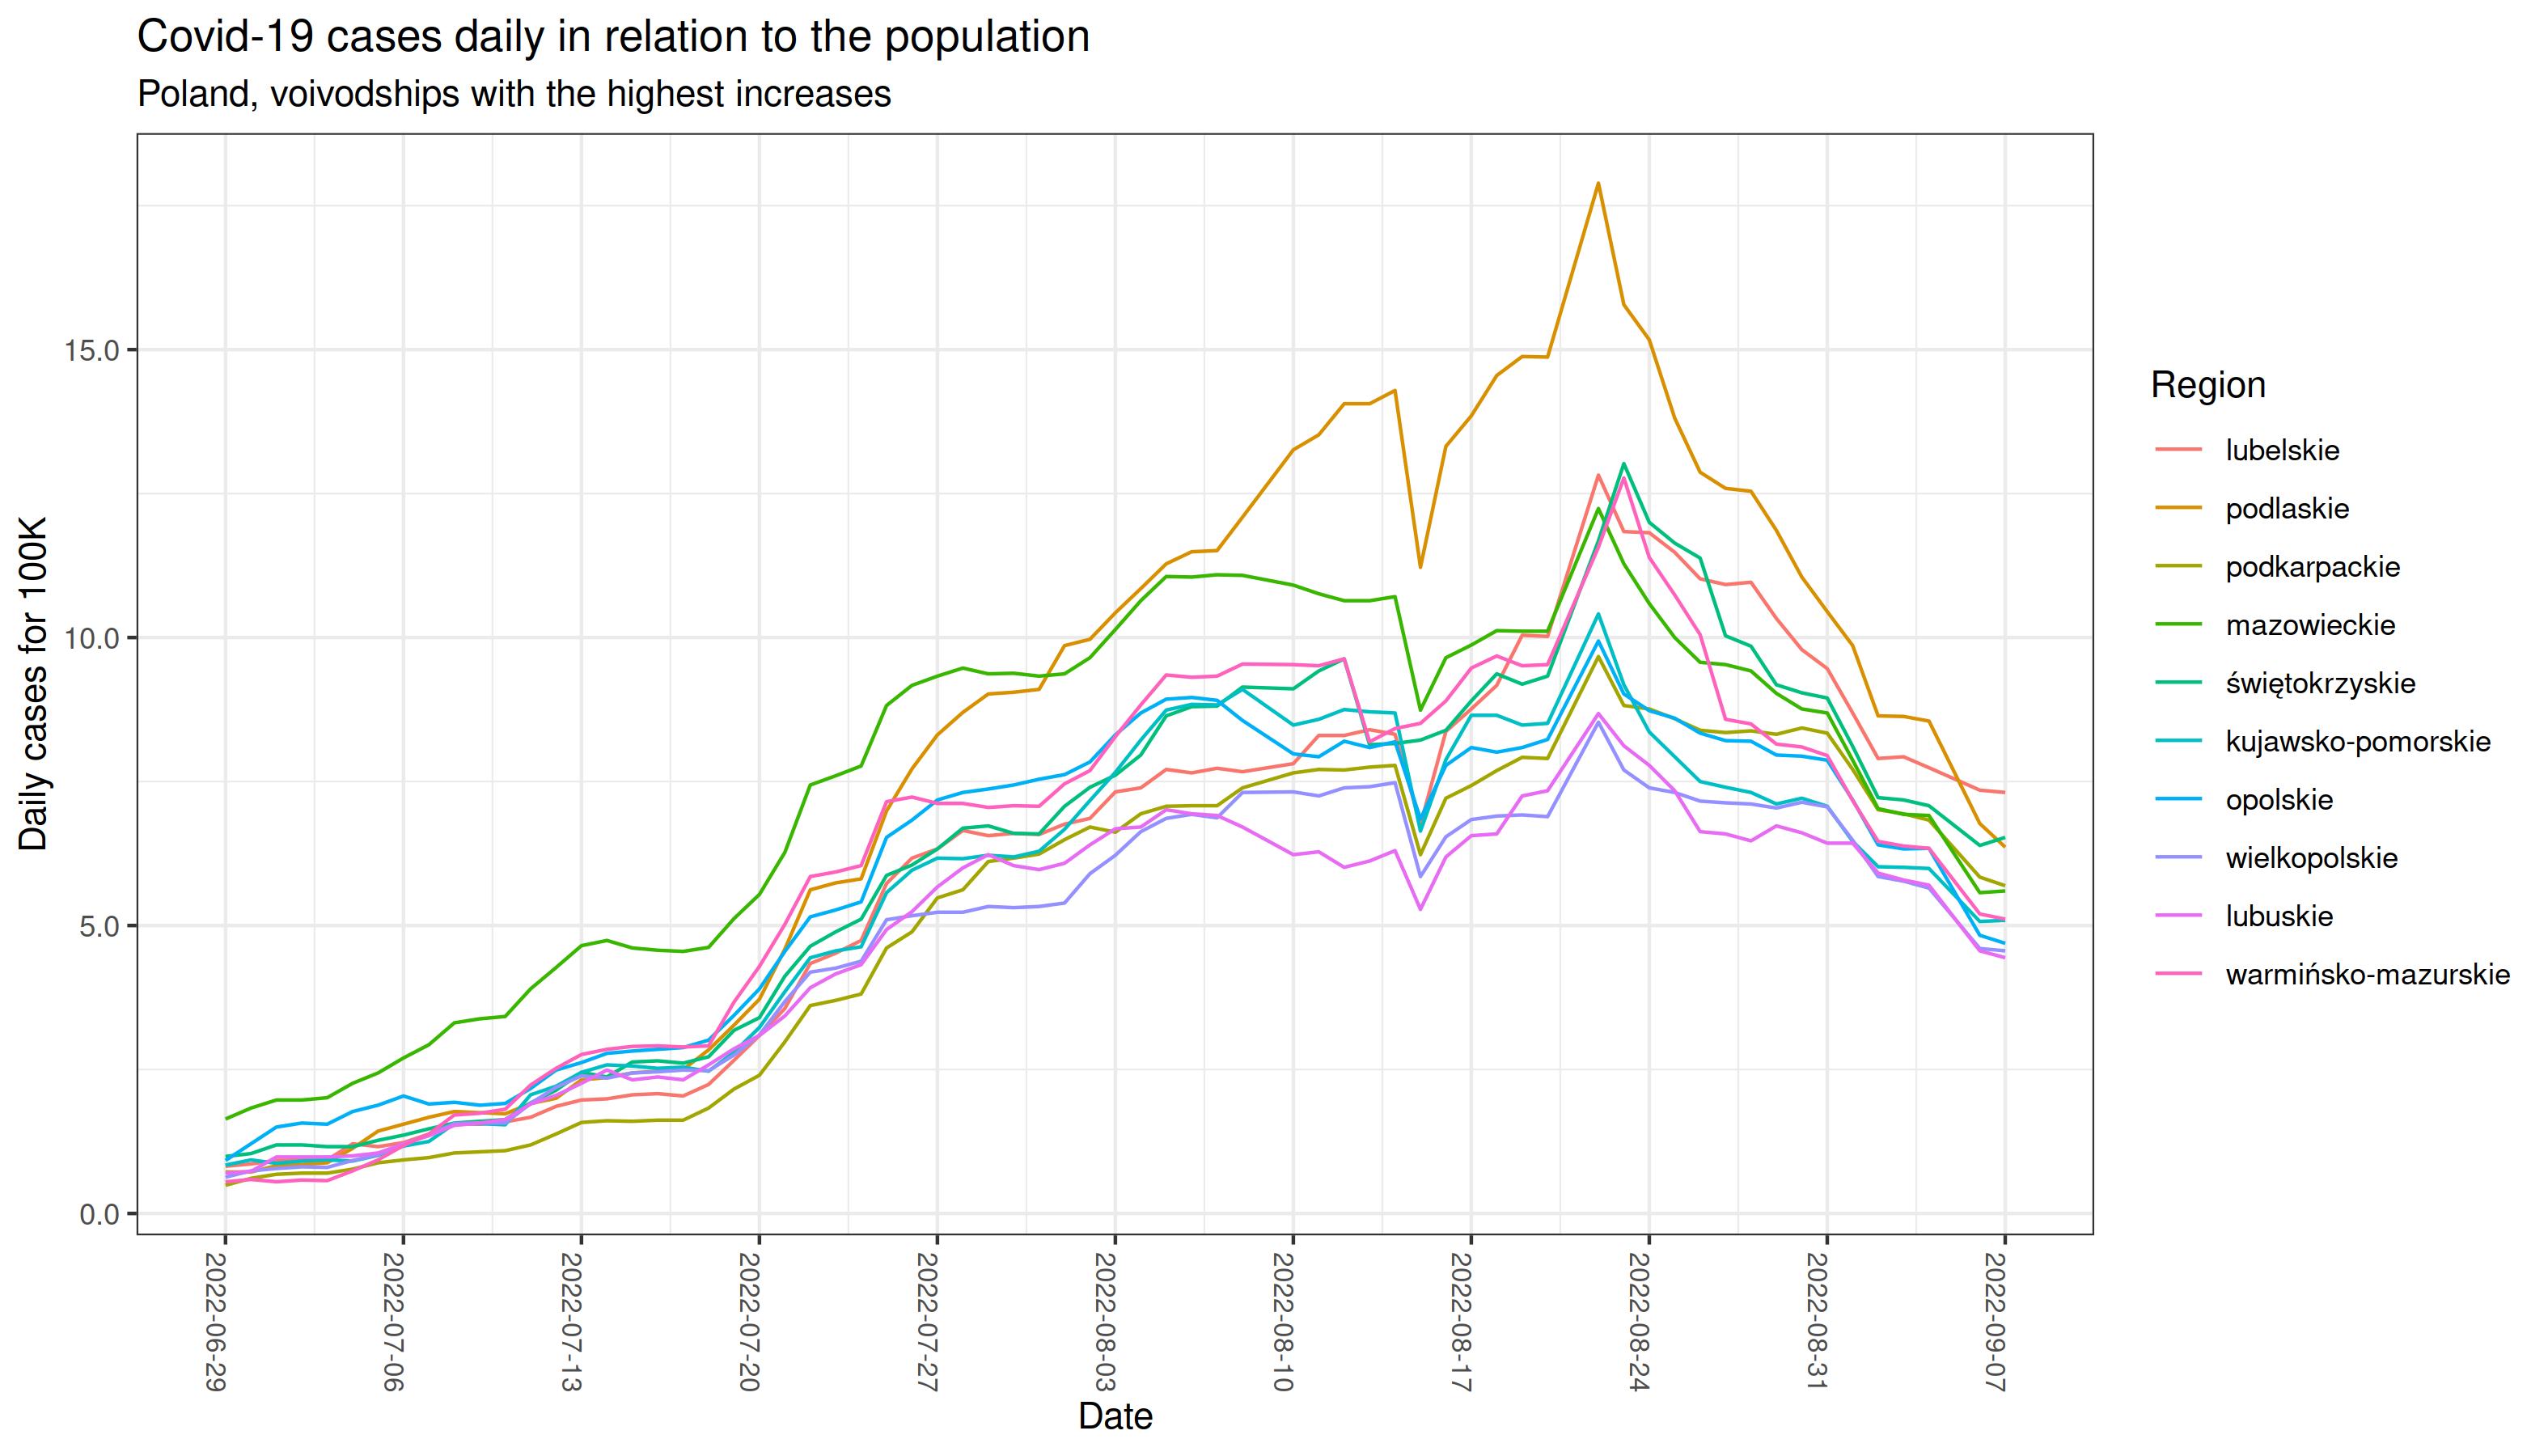 Covid-19 cases daily in relation to the population
Poland, voivodships with the highest increases
Daily cases for 100K
15.0
10.0
5.0
0.0
2022-06-29
2022-07-06
2022-07-13
2022-07-20
2022-07-27
2022-08-03
2022-08-10
2022-08-17
2022-08-24
2022-08-31
2022-09-07
Date
Region
lubelskie
podlaskie
podkarpackie
mazowieckie
świętokrzyskie
kujawsko-pomorskie
opolskie
wielkopolskie
lubuskie
warmińsko-mazurskie